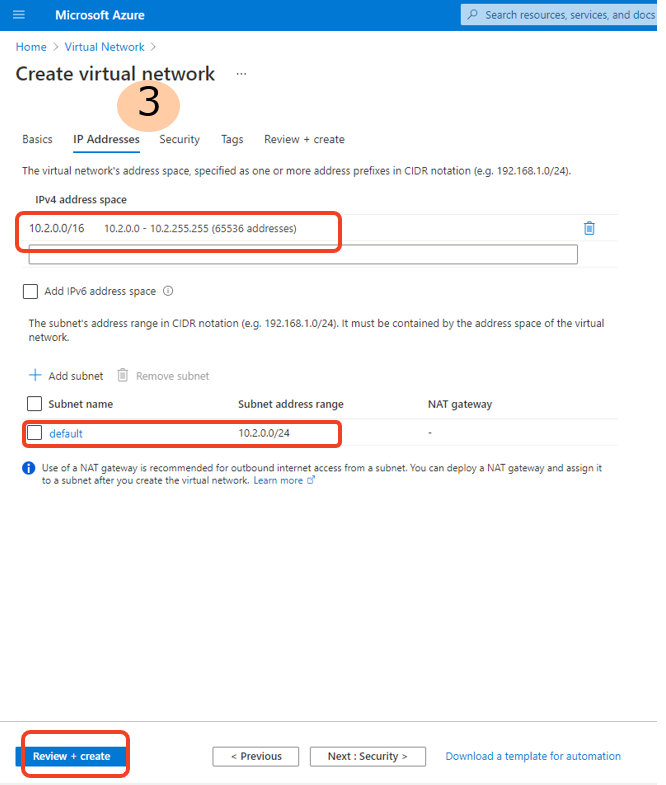 Microsoft Azure
Search resources, services, and docs
Home > Virtual Network >
Create virtual network ...
3
Basics IP Addresses Security Tags Review + create
The virtual network's address space, specified as one or more address prefixes in CIDR notation (e.g. 192.168.1.0/24).
IPv4 address space
10.2.0.0/16 10.2.0.0 - 10.2.255.255 (65536 addresses)
Add IPv6 address space
The subnet's address range in CIDR notation (e.g. 192.168.1.0/24). It must be contained by the address space of the virtual
network.
+ Add subnet Remove subnet
Subnet name Subnet address range NAT gateway
default 10.2.0.0/24 -
Use of a NAT gateway is recommended for outbound internet access from a subnet. You can deploy a NAT gateway and assign it
to a subnet after you create the virtual network. Learn more
Review + create < Previous Next : Security > Download a template for automation